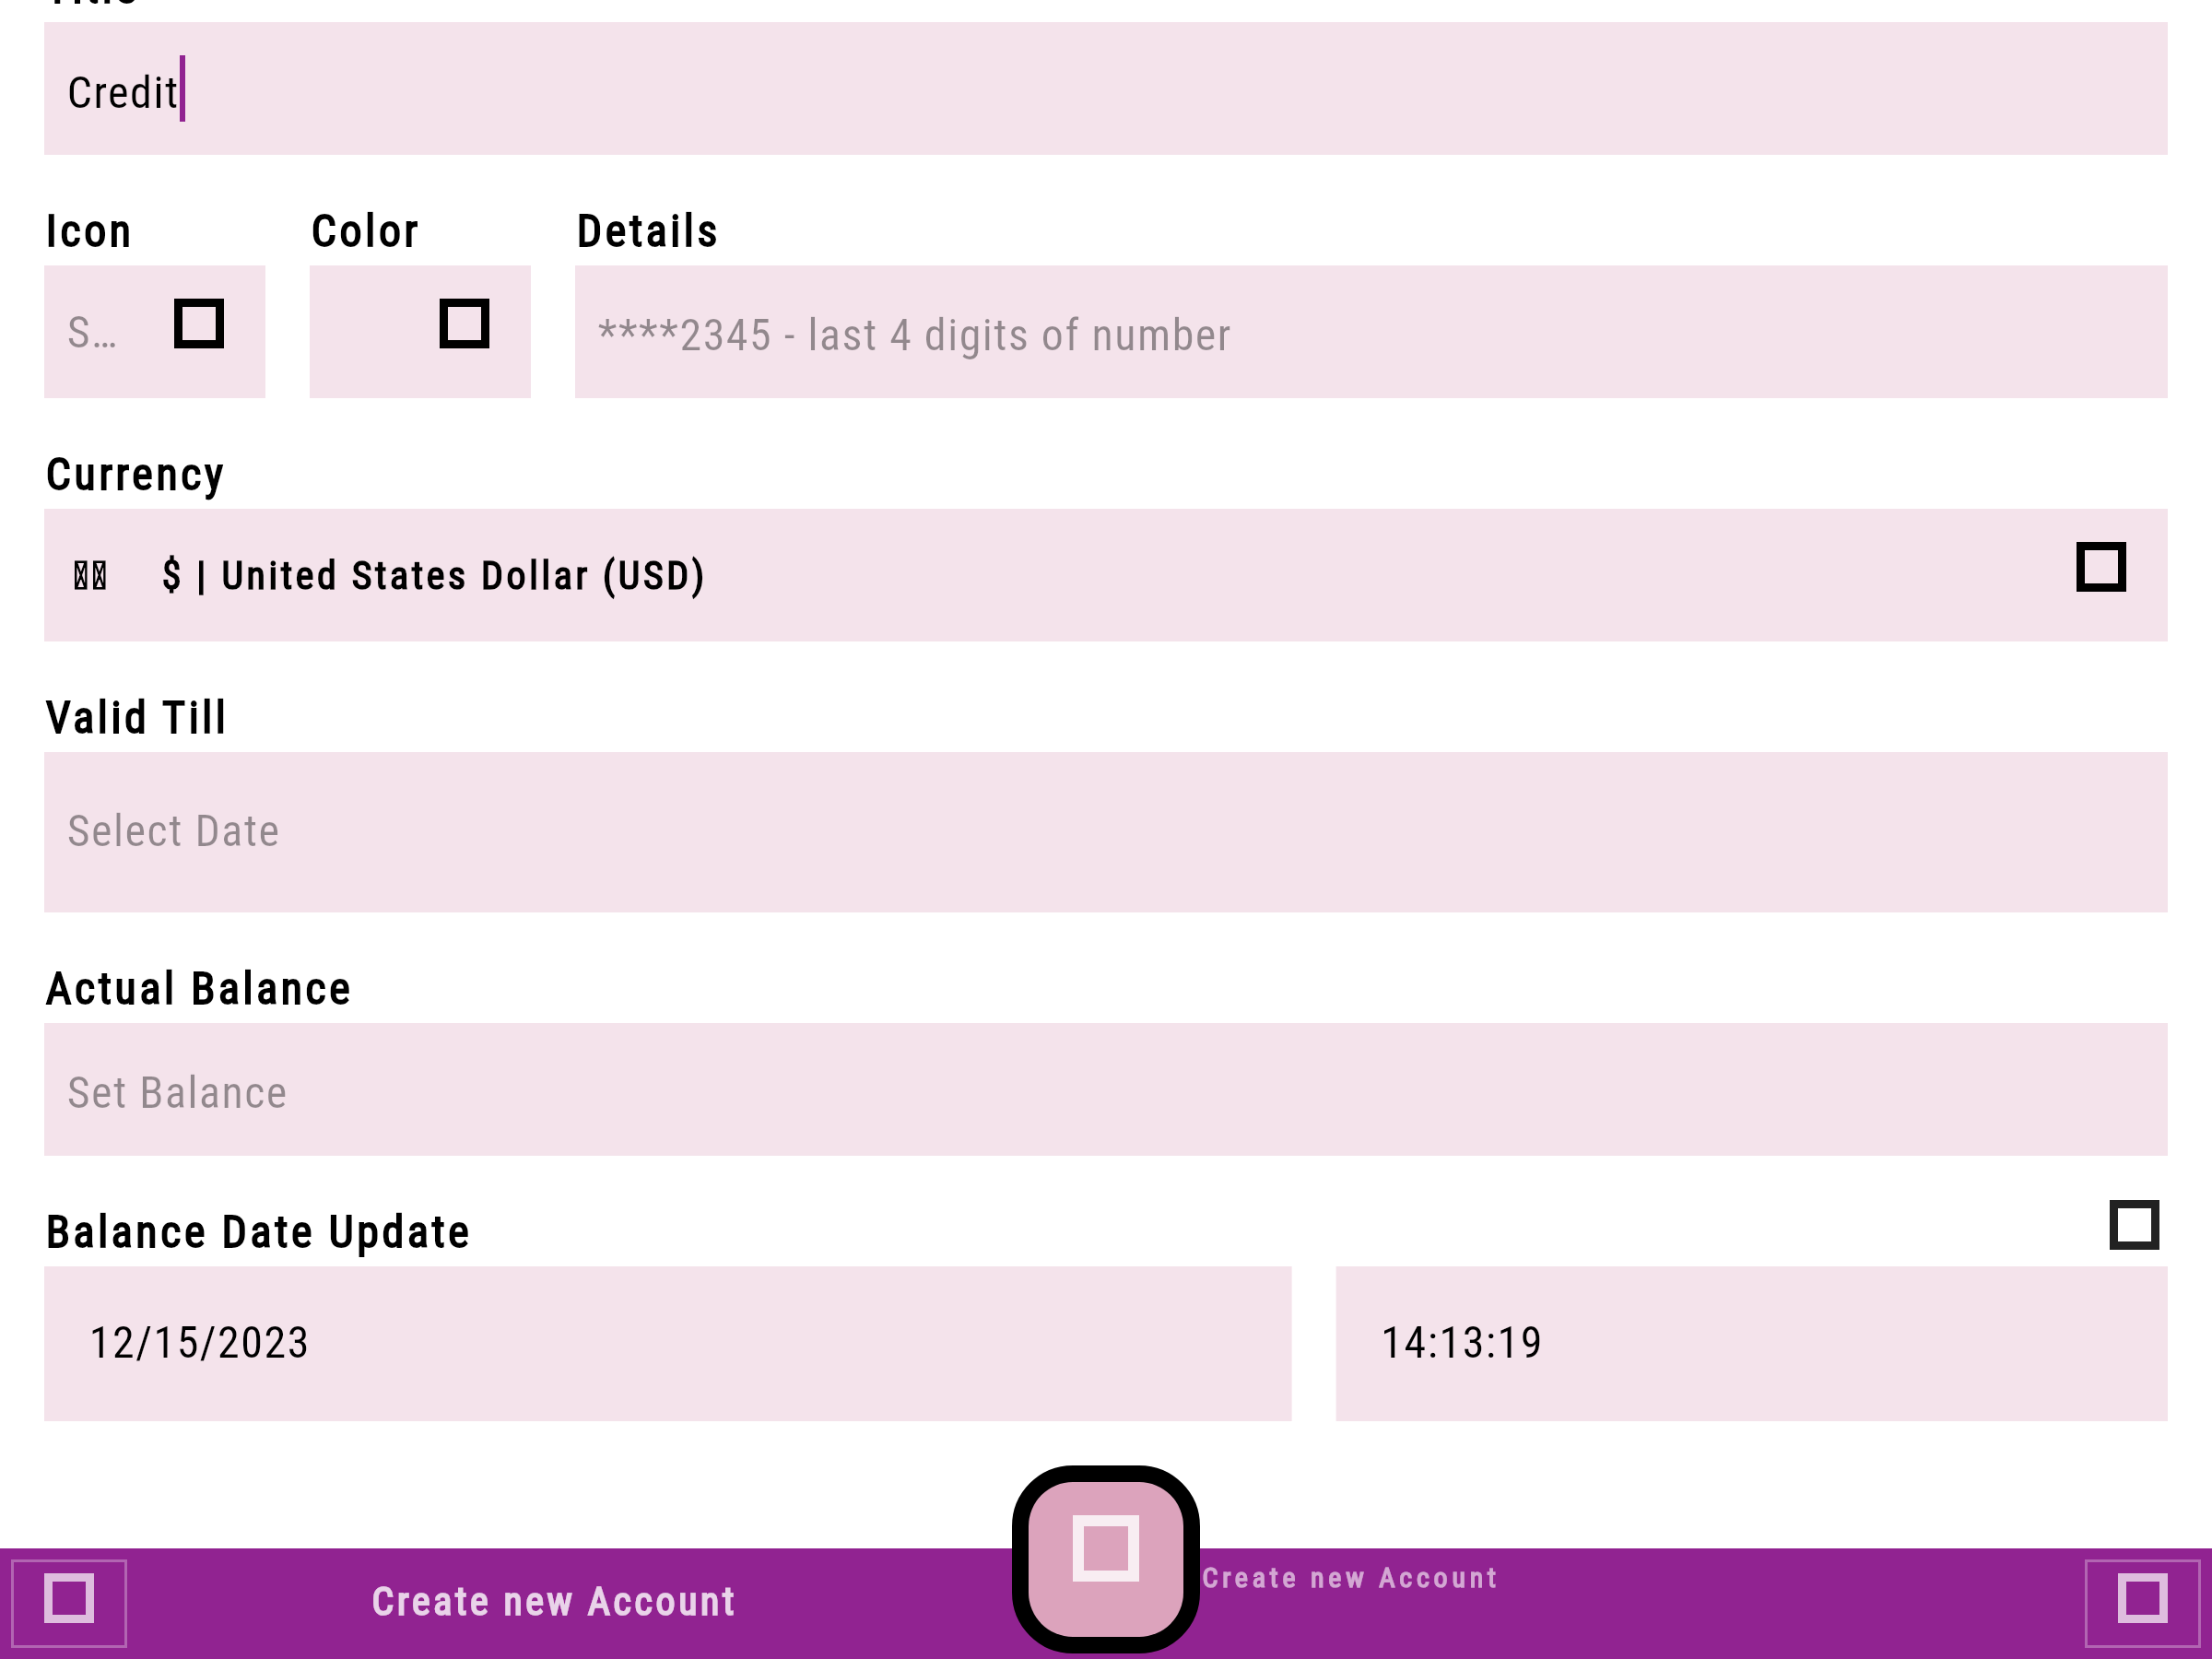 Credit
Icon Color Details
S… ****2345 - last 4 digits of number
Currency
$ | United States Dollar (USD)
Valid Till
Select Date
Actual Balance
Set Balance
Balance Date Update
12/15/2023 14:13:19
Create new Account
Create new Account